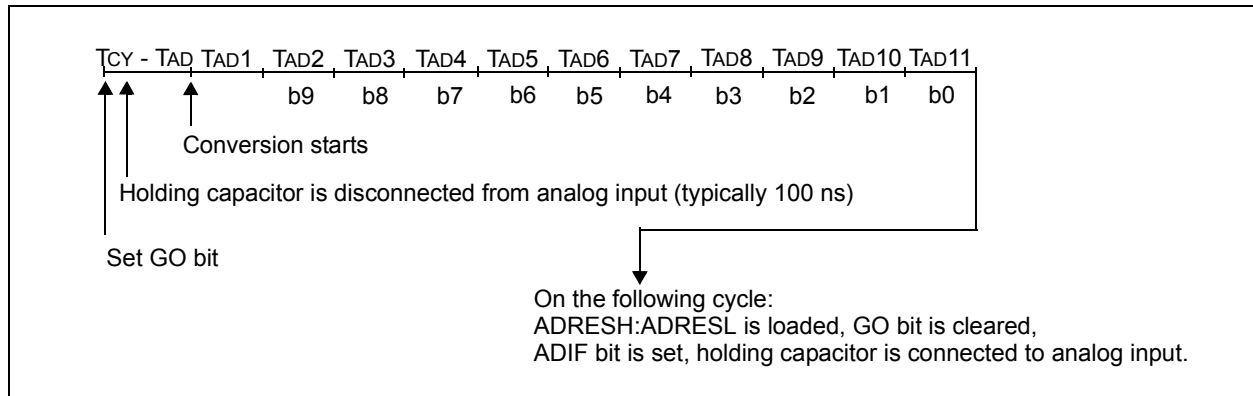 TCY - TAD TAD1 TAD2 TAD3 TAD4 TAD5 TAD6 TAD7 TAD8 TAD9 TAD10 TAD11
b9 b8 b7 b6 b5 b4 b3 b2 b1 b0
Conversion starts
Holding capacitor is disconnected from analog input (typically 100 ns)
Set GO bit
On the following cycle:
ADRESH:ADRESL is loaded, GO bit is cleared,
ADIF bit is set, holding capacitor is connected to analog input.